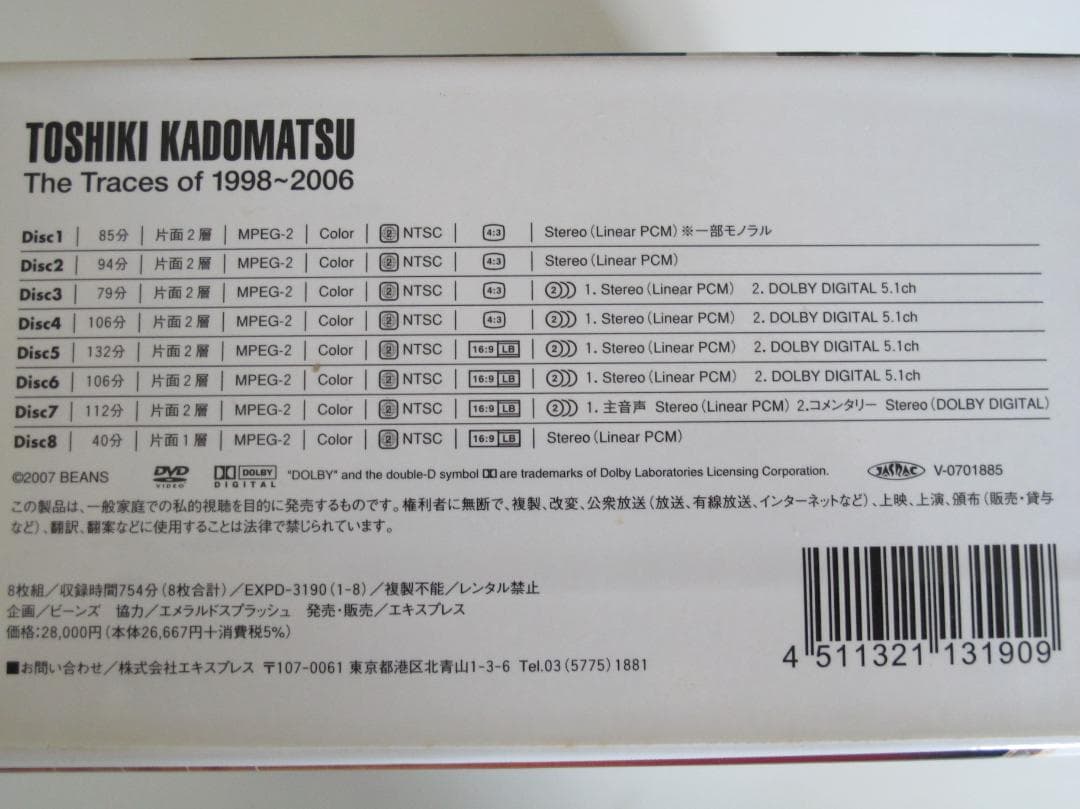 TOSHIKI KADOMATSU
The Traces of 1998~2006
Disc1 85分 片面2層 MPEG-2 Color 2 NTSC 4:3 Stereo (Linear PCM) ※一部モノラル
Disc2 94分 片面2層 MPEG-2 Color 2 NTSC 4:3 Stereo (Linear PCM)
Disc3 79分 片面2層 MPEG-2 Color 2 NTSC 4:3 2 1. Stereo (Linear PCM) 2. DOLBY DIGITAL 5.1ch
Disc4 106分 片面2層 MPEG-2 Color 2 NTSC 4:3 2 1. Stereo (Linear PCM) 2. DOLBY DIGITAL 5.1ch
Disc5 132分 片面2層 MPEG-2 Color 2 NTSC 16:9 LB 2 1. Stereo (Linear PCM) 2. DOLBY DIGITAL 5.1ch
Disc6 106分 片面2層 MPEG-2 Color 2 NTSC 16:9 LB 2 1. Stereo (Linear PCM) 2. DOLBY DIGITAL 5.1ch
Disc7 112分 片面2層 MPEG-2 Color 2 NTSC 16:9 LB 2 1. 主音声 Stereo (Linear PCM) 2.コメンタリー Stereo (DOLBY DIGITAL)
Disc8 40分 片面1層 MPEG-2 Color 2 NTSC 16:9 LB Stereo (Linear PCM)
©2007 BEANS DVD VIDEO DOLBY DIGITAL "DOLBY" and the double-D symbol are trademarks of Dolby Laboratories Licensing Corporation. JASRAC V-0701885
この製品は、一般家庭での私的視聴を目的に発売するものです。権利者に無断で、複製、改変、公衆放送(放送、有線放送、インターネットなど)、上映、上演、頒布(販売・貸与
など)、翻訳、翻案などに使用することは法律で禁じられています。
8枚組/収録時間754分(8枚合計)/EXPD-3190(1-8)/複製不能/レンタル禁止
企画/ビーンズ 協力/エメラルドスプラッシュ 発売・販売/エキスプレス
価格:28,000円(本体26,667円+消費税5%)
■お問い合わせ/株式会社エキスプレス 〒107-0061 東京都港区北青山1-3-6 Tel.03(5775)1881
4 511321 131909